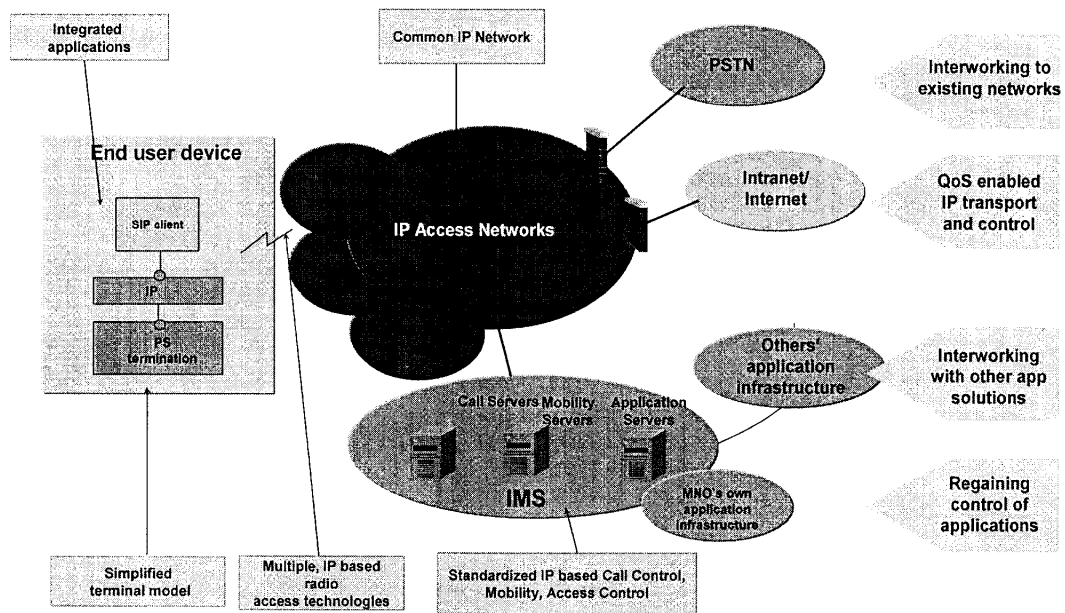 Integrated
applications
Common IP Network
PSTN
Interworking to
existing networks
End user device
SIP client
IP
PS
termination
IP Access Networks
Intranet/
Internet
QoS enabled
IP transport
and control
Others'
application
infrastructure
Interworking
with other app
solutions
Call Servers
Mobility
Servers
Application
Servers
IMS
MNO's own
application
infrastructure
Regaining
control of
applications
Simplified
terminal model
Multiple, IP based
radio
access technologies
Standardized IP based Call Control,
Mobility, Access Control